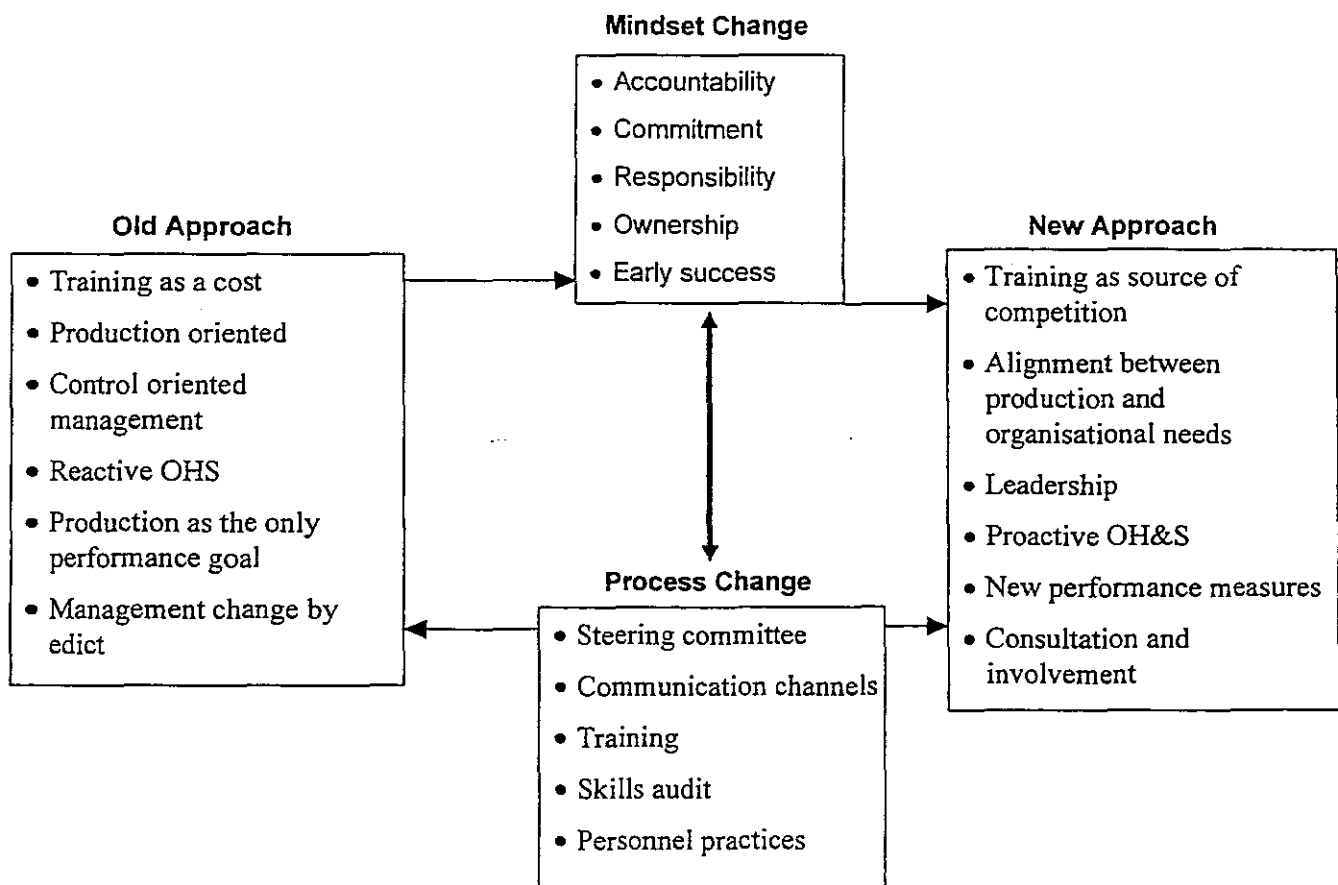 Mindset Change
• Accountability
• Commitment
• Responsibility
• Ownership
• Early success
Old Approach
• Training as a cost
• Production oriented
• Control oriented
management
• Reactive OHS
• Production as the only
performance goal
• Management change by
edict
New Approach
• Training as source of
competition
• Alignment between
production and
organisational needs
• Leadership
• Proactive OH&S
• New performance measures
• Consultation and
involvement
Process Change
• Steering committee
• Communication channels
• Training
• Skills audit
• Personnel practices